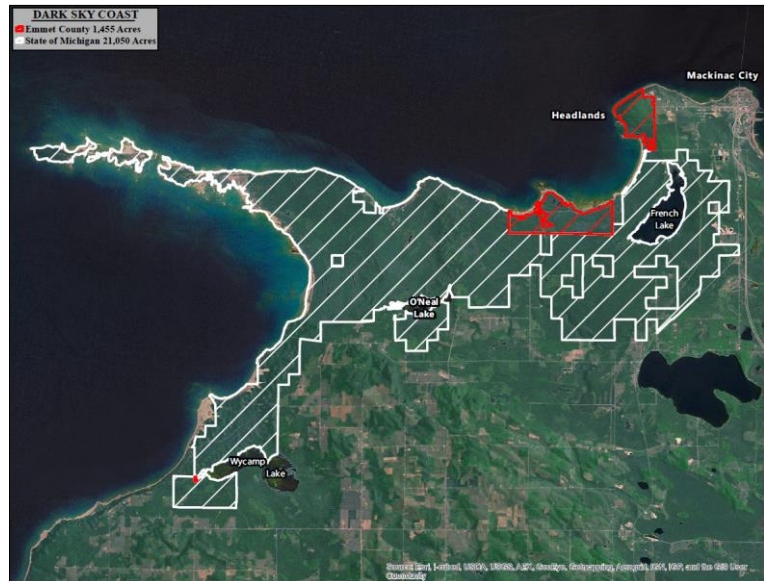 DARK SKY COAST
Emmet County 1,455 Acres
State of Michigan 21,050 Acres
Mackinac City
Headlands
French
Lake
O'Neal
Lake
Wycamp
Lake
Source: Esri, i-cubed, USDA, USGS, AEX, GeoEye, Getmapping, Aerogrid, IGN, IGP, and the GIS User
Community